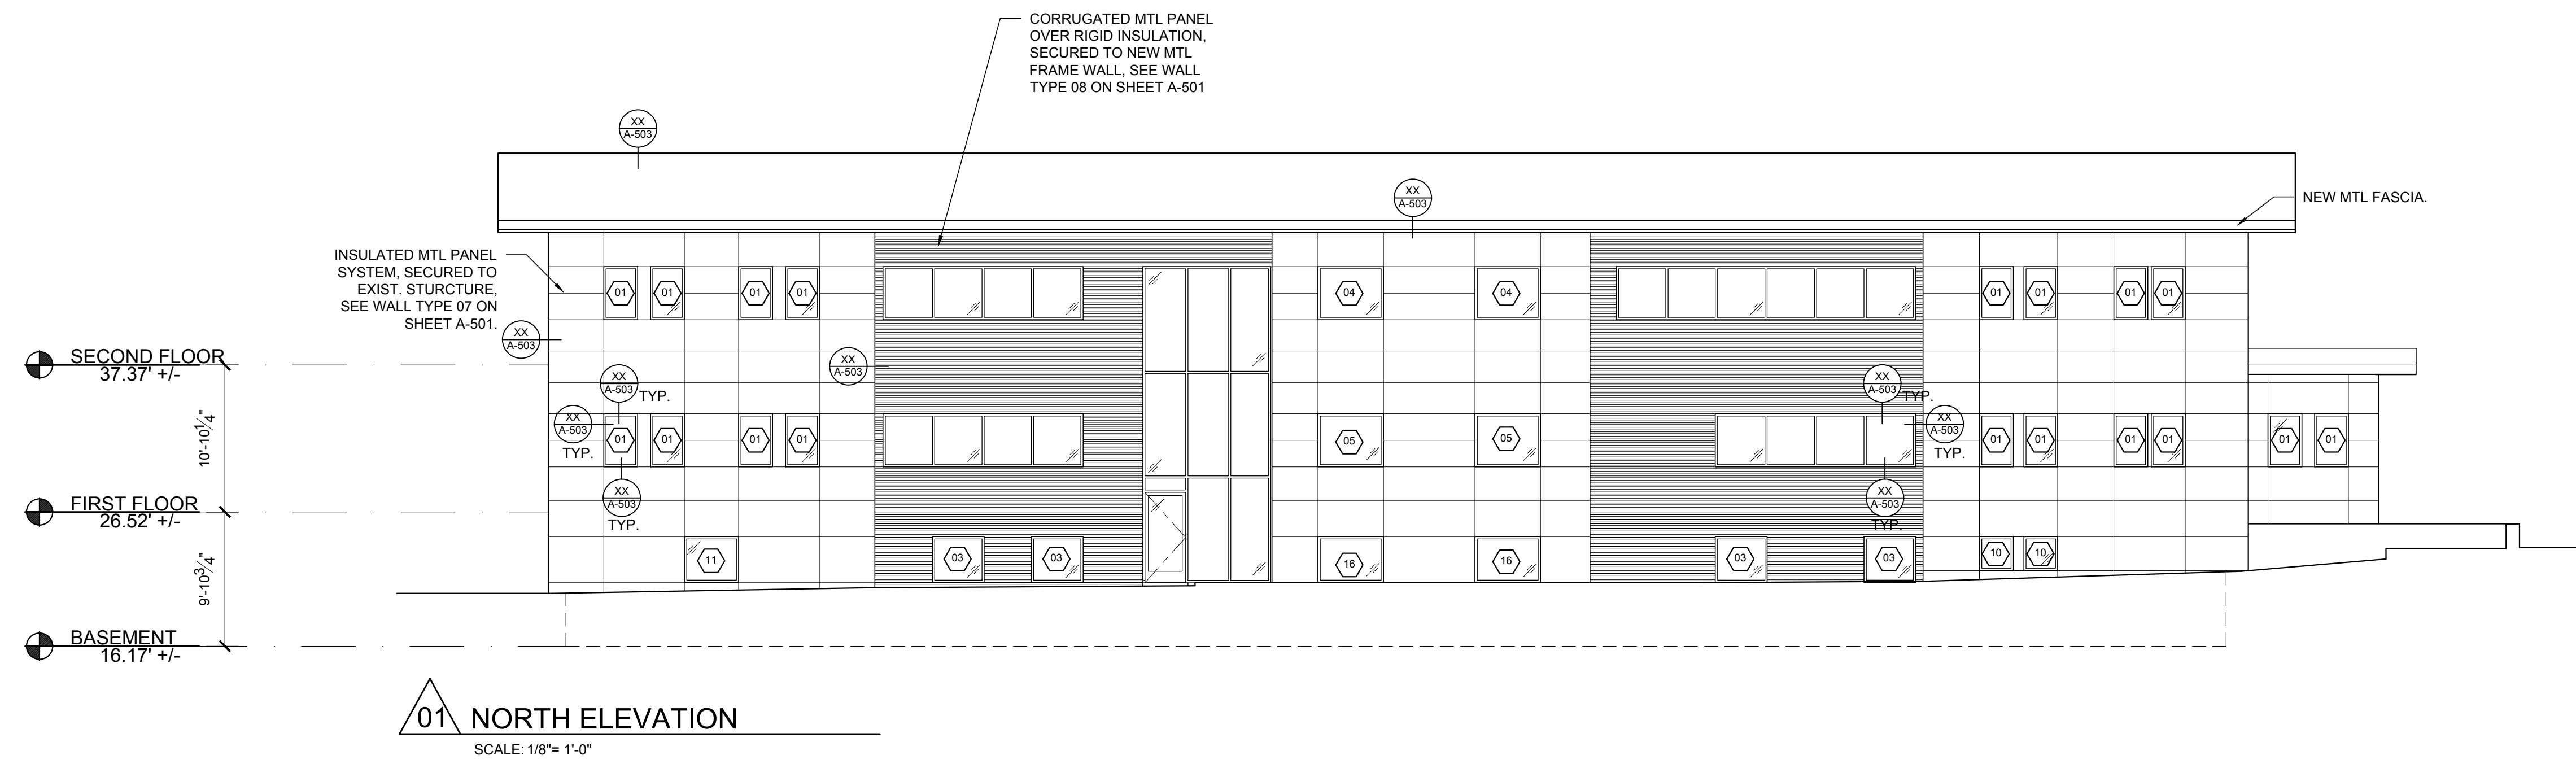 CORRUGATED MTL PANEL
OVER RIGID INSULATION,
SECURED TO NEW MTL
FRAME WALL, SEE WALL
TYPE 08 ON SHEET A-501
XX
A-503
XX
A-503
NEW MTL FASCIA.
INSULATED MTL PANEL
SYSTEM, SECURED TO
EXIST. STURCTURE,
SEE WALL TYPE 07 ON
SHEET A-501.
01 01 01 01 04 04 01 01 01 01
XX
A-503
SECOND FLOOR
37.37' +/-
XX
A-503
XX
A-503
TYP.
XX
A-503
TYP.
XX
A-503
TYP.
XX
A-503
TYP.
10'-10 1/4"
01 01 01 01 05 05 01 01 01 01 01 01
XX
A-503
TYP.
XX
A-503
TYP.
FIRST FLOOR
26.52' +/-
11 03 03 16 16 03 03 10 10
9'-10 3/4"
BASEMENT
16.17' +/-
01 NORTH ELEVATION
SCALE: 1/8"= 1'-0"